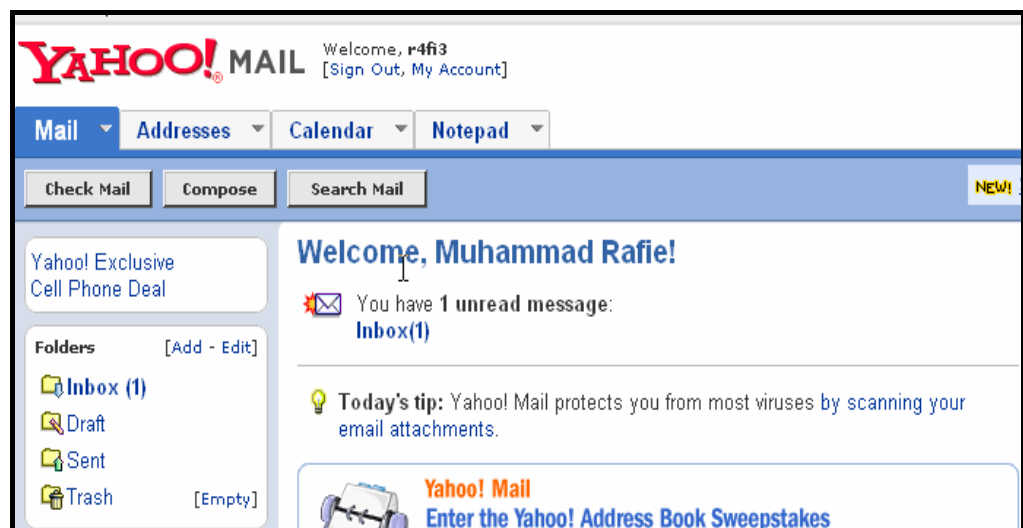 YAHOO! MAIL
Welcome, r4fi3
[Sign Out, My Account]
Mail Addresses Calendar Notepad
Check Mail Compose Search Mail
NEW!
Yahoo! Exclusive
Cell Phone Deal
Folders [Add - Edit]
Inbox (1)
Draft
Sent
Trash [Empty]
Welcome, Muhammad Rafie!
You have 1 unread message:
Inbox(1)
Today's tip: Yahoo! Mail protects you from most viruses by scanning your
email attachments.
Yahoo! Mail
Enter the Yahoo! Address Book Sweepstakes